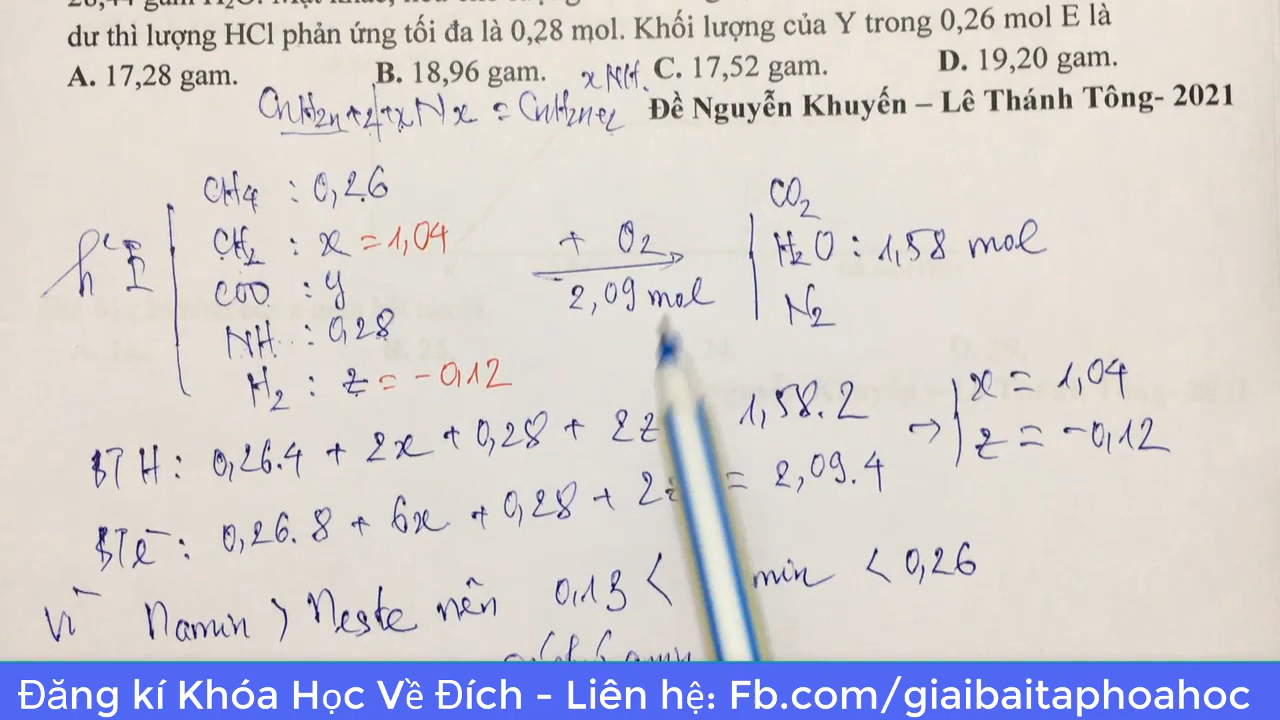 dư thì lượng HCl phản ứng tối đa là 0,28 mol. Khối lượng của Y trong 0,26 mol E là
A. 17,28 gam. B. 18,96 gam. C. 17,52 gam. D. 19,20 gam.
x NH.
CnH2n+2+xNx = CnH2n+2
Đề Nguyễn Khuyến – Lê Thánh Tông- 2021
CH4 : 0,26
CH2 : x = 1,04
COO : y
NH : 0,28
H2 : z = -0,12
h² E
+ O2
2,09 mol
CO2
H2O : 1,58 mol
N2
BT H: 0,26.4 + 2x + 0,28 + 2z 1,58.2
BTe-: 0,26.8 + 6x + 0,28 + 2z = 2,09.4
→ x = 1,04
z = -0,12
Vì namin > neste nên 0,13 < min < 0,26
Đăng kí Khóa Học Về Đích - Liên hệ: Fb.com/giaibaitaphoahoc